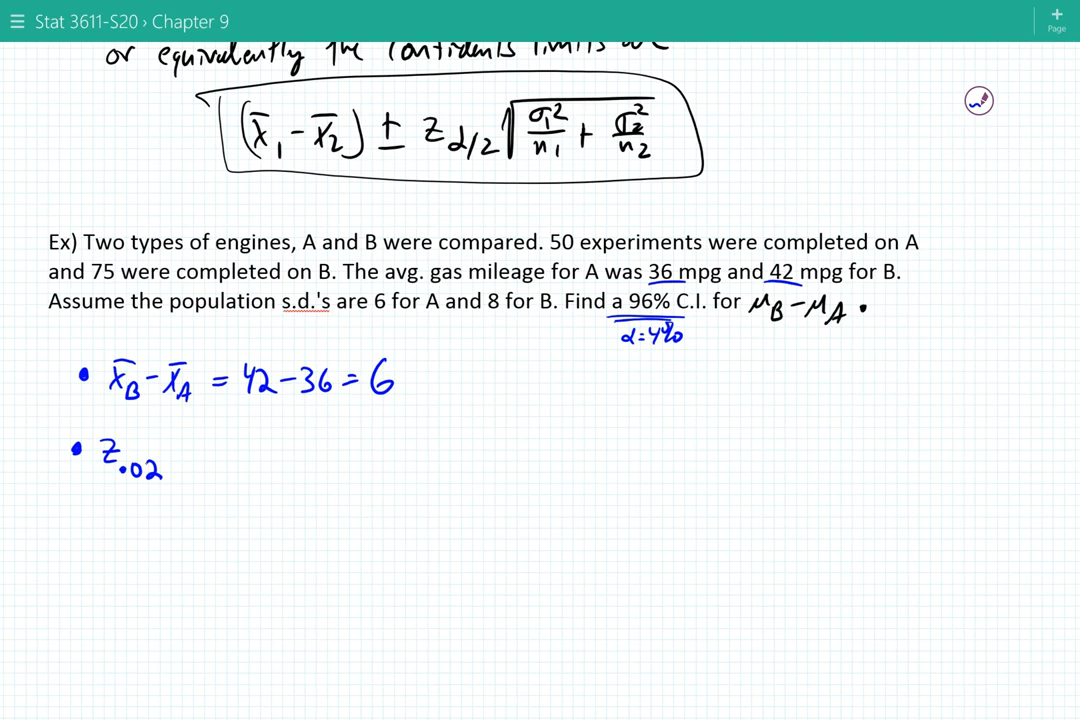 Stat 3611-S20 › Chapter 9
Page
or equivalently the confidents limits are
(x̄₁ - x̄₂) ± z_α/2 √(σ₁²/n₁ + σ₂²/n₂)
Ex) Two types of engines, A and B were compared. 50 experiments were completed on A
and 75 were completed on B. The avg. gas mileage for A was 36 mpg and 42 mpg for B.
Assume the population s.d.'s are 6 for A and 8 for B. Find a 96% C.I. for μ_B - μ_A.
α=4%
• x̄_B - x̄_A = 42-36 = 6
• z.02